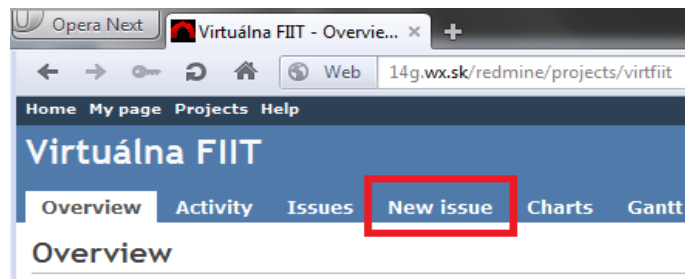 Opera Next
Virtuálna FIIT - Overvie...
Web 14g.wx.sk/redmine/projects/virtfiit
Home My page Projects Help
Virtuálna FIIT
Overview Activity Issues New issue Charts Gantt
Overview